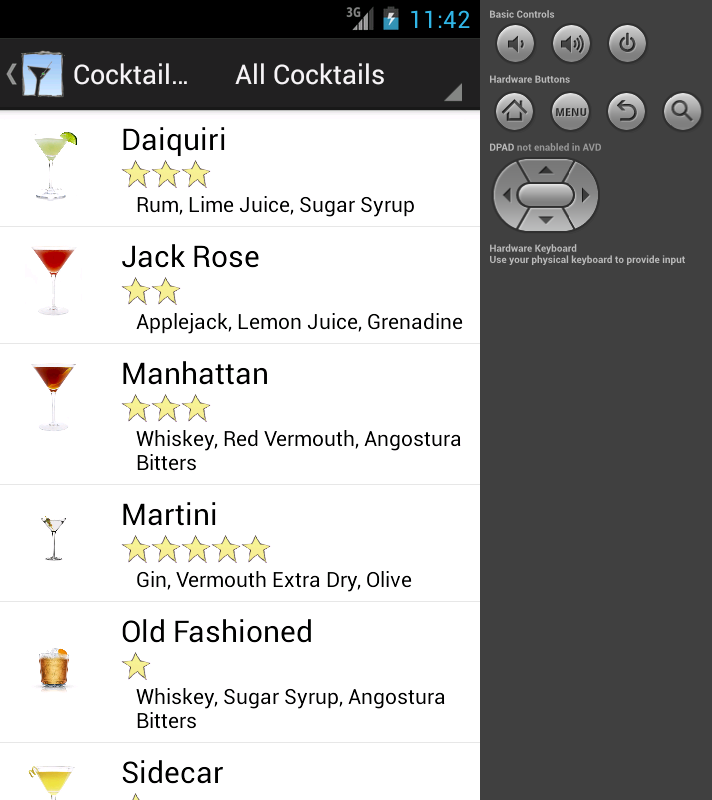 3G 11:42
Cocktail... All Cocktails
Daiquiri
Rum, Lime Juice, Sugar Syrup
Jack Rose
Applejack, Lemon Juice, Grenadine
Manhattan
Whiskey, Red Vermouth, Angostura
Bitters
Martini
Gin, Vermouth Extra Dry, Olive
Old Fashioned
Whiskey, Sugar Syrup, Angostura
Bitters
Sidecar
Basic Controls
Hardware Buttons
MENU
DPAD not enabled in AVD
Hardware Keyboard
Use your physical keyboard to provide input